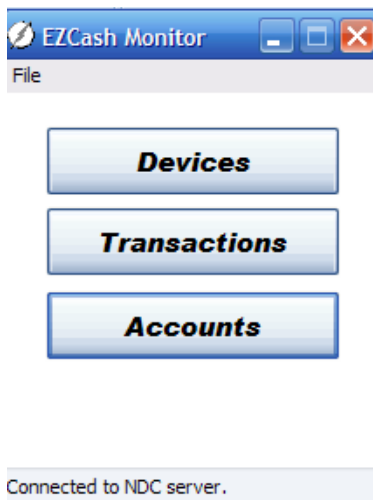 EZCash Monitor
File
Devices
Transactions
Accounts
Connected to NDC server.